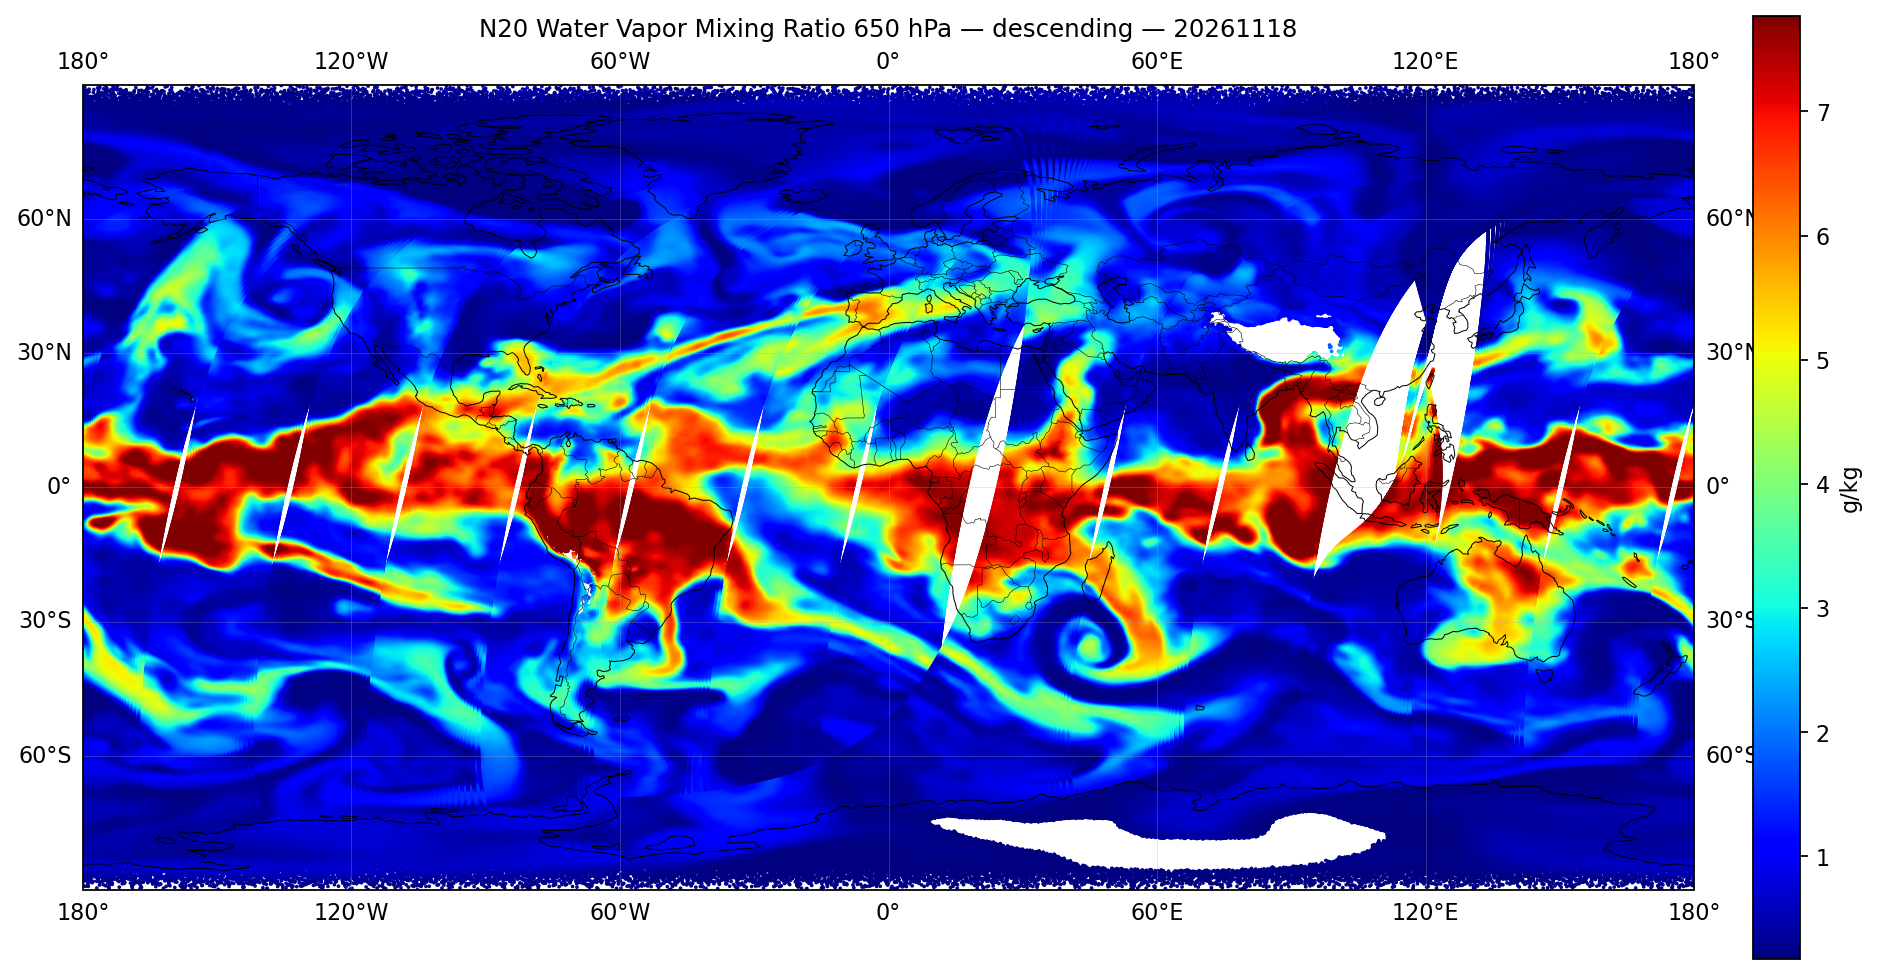 N20 Water Vapor Mixing Ratio 650 hPa — descending — 20261118
180° 120°W 60°W 0° 60°E 120°E 180°
60°N 60°N
30°N 30°N
0° 0°
30°S 30°S
60°S 60°S
180° 120°W 60°W 0° 60°E 120°E 180°
7
6
5
4
3
2
1
g/kg